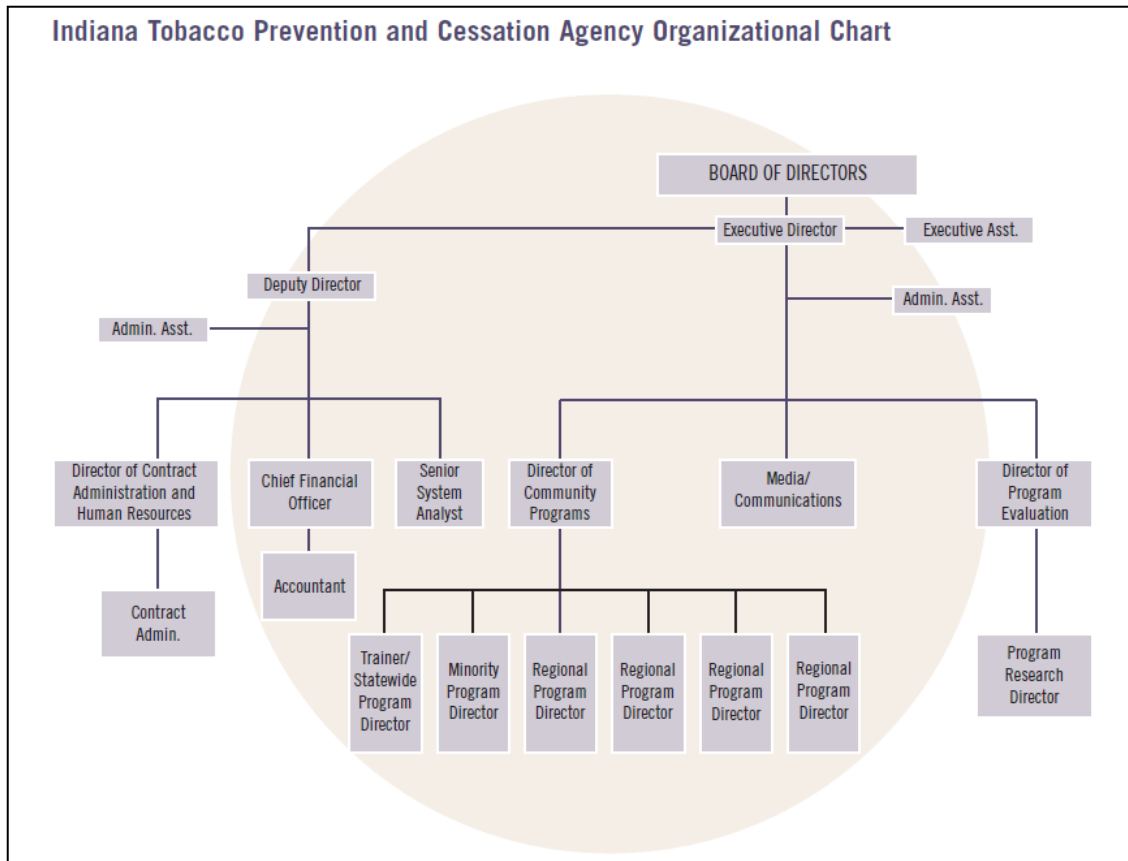 Indiana Tobacco Prevention and Cessation Agency Organizational Chart
BOARD OF DIRECTORS
Executive Director
Executive Asst.
Deputy Director
Admin. Asst.
Admin. Asst.
Director of Contract
Administration and
Human Resources
Chief Financial
Officer
Senior
System
Analyst
Director of
Community
Programs
Media/
Communications
Director of
Program
Evaluation
Accountant
Contract
Admin.
Trainer/
Statewide
Program
Director
Minority
Program
Director
Regional
Program
Director
Regional
Program
Director
Regional
Program
Director
Regional
Program
Director
Program
Research
Director